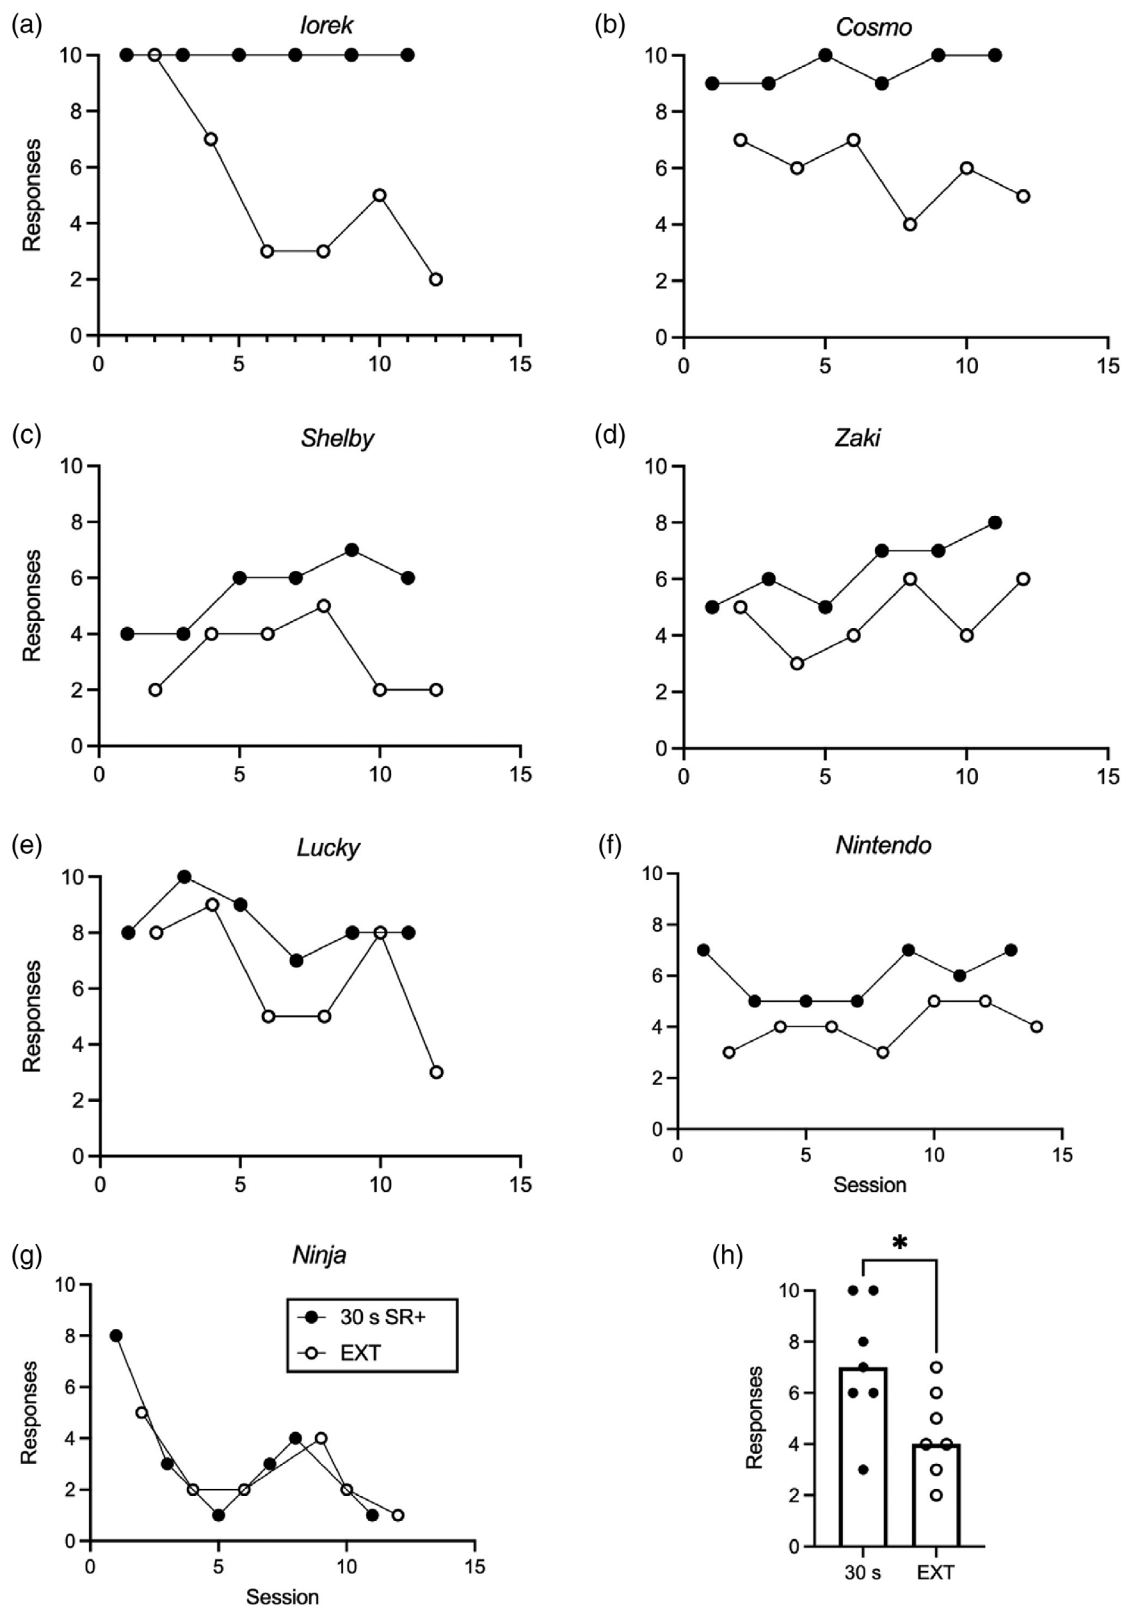 (a)
Iorek
Responses
10
8
6
4
2
0
0 5 10 15
(b)
Cosmo
10
8
6
4
2
0
0 5 10 15
(c)
Shelby
Responses
10
8
6
4
2
0
0 5 10 15
(d)
Zaki
10
8
6
4
2
0
0 5 10 15
(e)
Lucky
Responses
10
8
6
4
2
0
0 5 10 15
(f)
Nintendo
10
8
6
4
2
0
0 5 10 15
Session
(g)
Ninja
30 s SR+
EXT
Responses
10
8
6
4
2
0
0 5 10 15
Session
(h)
*
Responses
10
8
6
4
2
0
30 s EXT